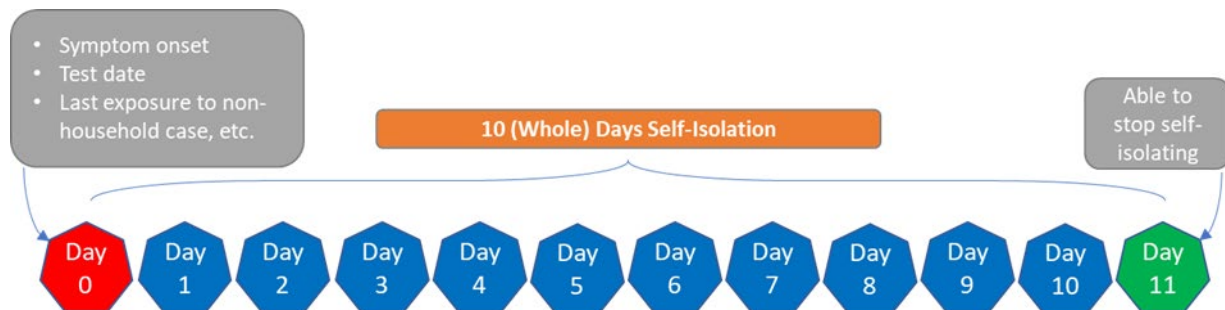 • Symptom onset
• Test date
• Last exposure to non-
household case, etc.
10 (Whole) Days Self-Isolation
Able to
stop self-
isolating
Day
0
Day
1
Day
2
Day
3
Day
4
Day
5
Day
6
Day
7
Day
8
Day
9
Day
10
Day
11